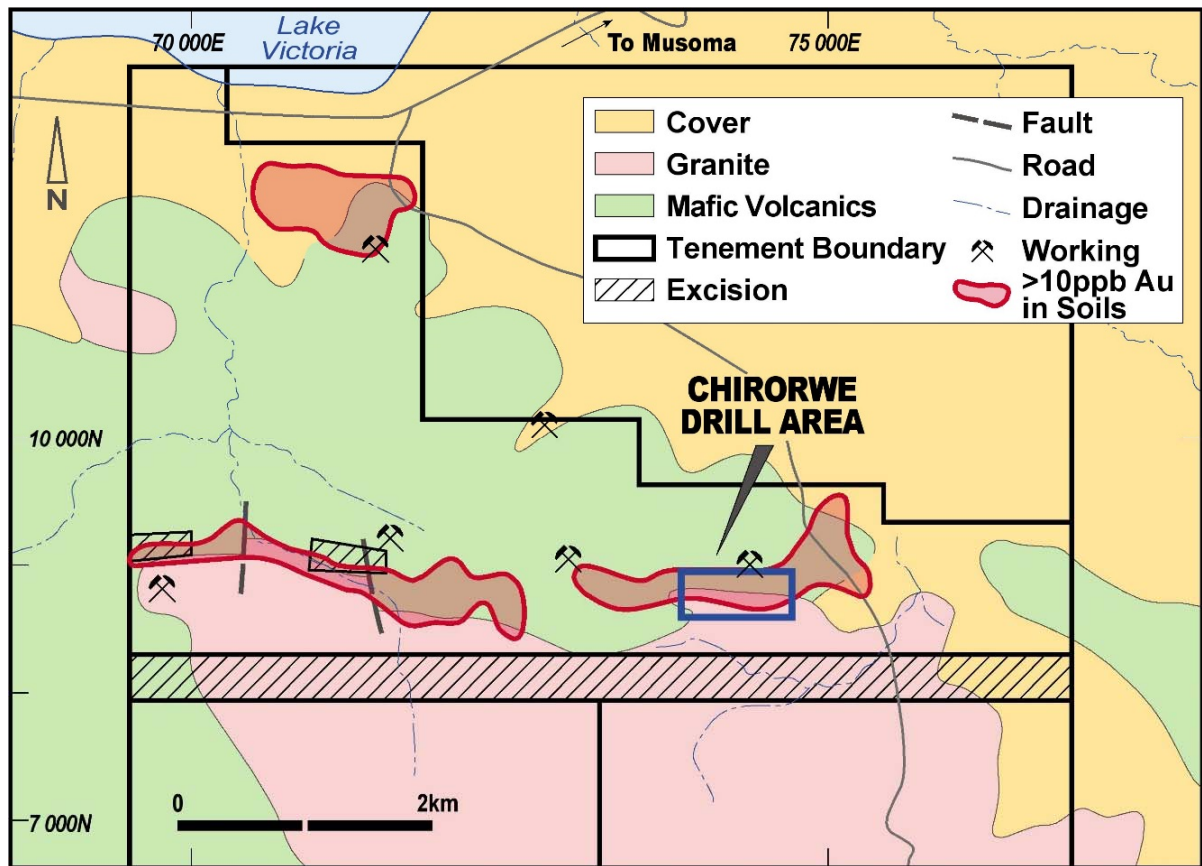 70 000E
Lake
Victoria
To Musoma
75 000E
Cover
Granite
Mafic Volcanics
Tenement Boundary
Excision
Fault
Road
Drainage
Working
>10ppb Au
in Soils
N
CHIRORWE
DRILL AREA
10 000N
0
2km
7 000N